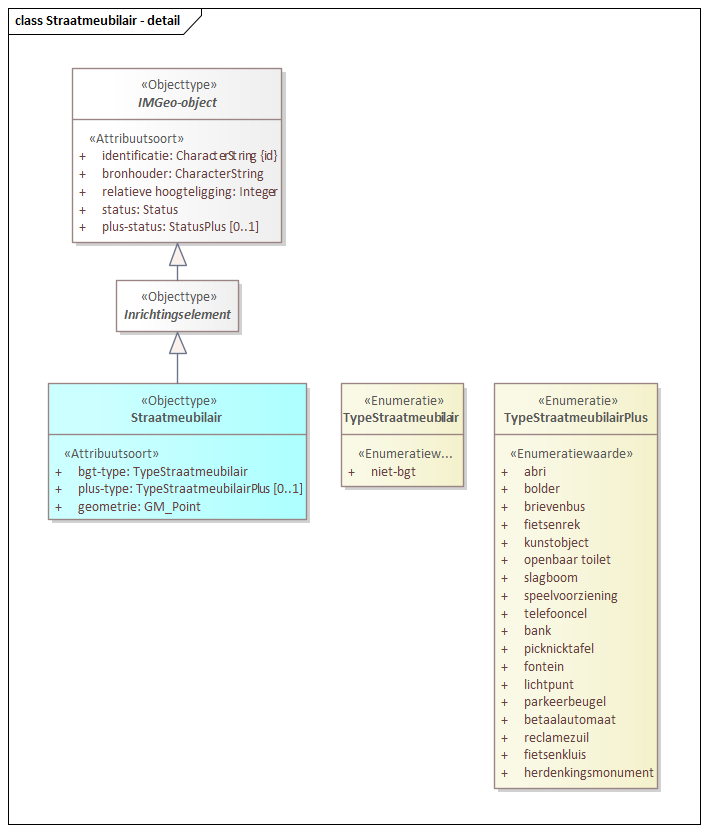 class Straatmeubilair - detail
«Objecttype»
IMGeo-object
«Attribuutsoort»
+ identificatie: CharacterString {id}
+ bronhouder: CharacterString
+ relatieve hoogteligging: Integer
+ status: Status
+ plus-status: StatusPlus [0..1]
«Objecttype»
Inrichtingselement
«Objecttype»
Straatmeubilair
«Attribuutsoort»
+ bgt-type: TypeStraatmeubilair
+ plus-type: TypeStraatmeubilairPlus [0..1]
+ geometrie: GM_Point
«Enumeratie»
TypeStraatmeubilair
«Enumeratiew...
+ niet-bgt
«Enumeratie»
TypeStraatmeubilairPlus
«Enumeratiewaarde»
+ abri
+ bolder
+ brievenbus
+ fietsenrek
+ kunstobject
+ openbaar toilet
+ slagboom
+ speelvoorziening
+ telefooncel
+ bank
+ picknicktafel
+ fontein
+ lichtpunt
+ parkeerbeugel
+ betaalautomaat
+ reclamezuil
+ fietsenkluis
+ herdenkingsmonument